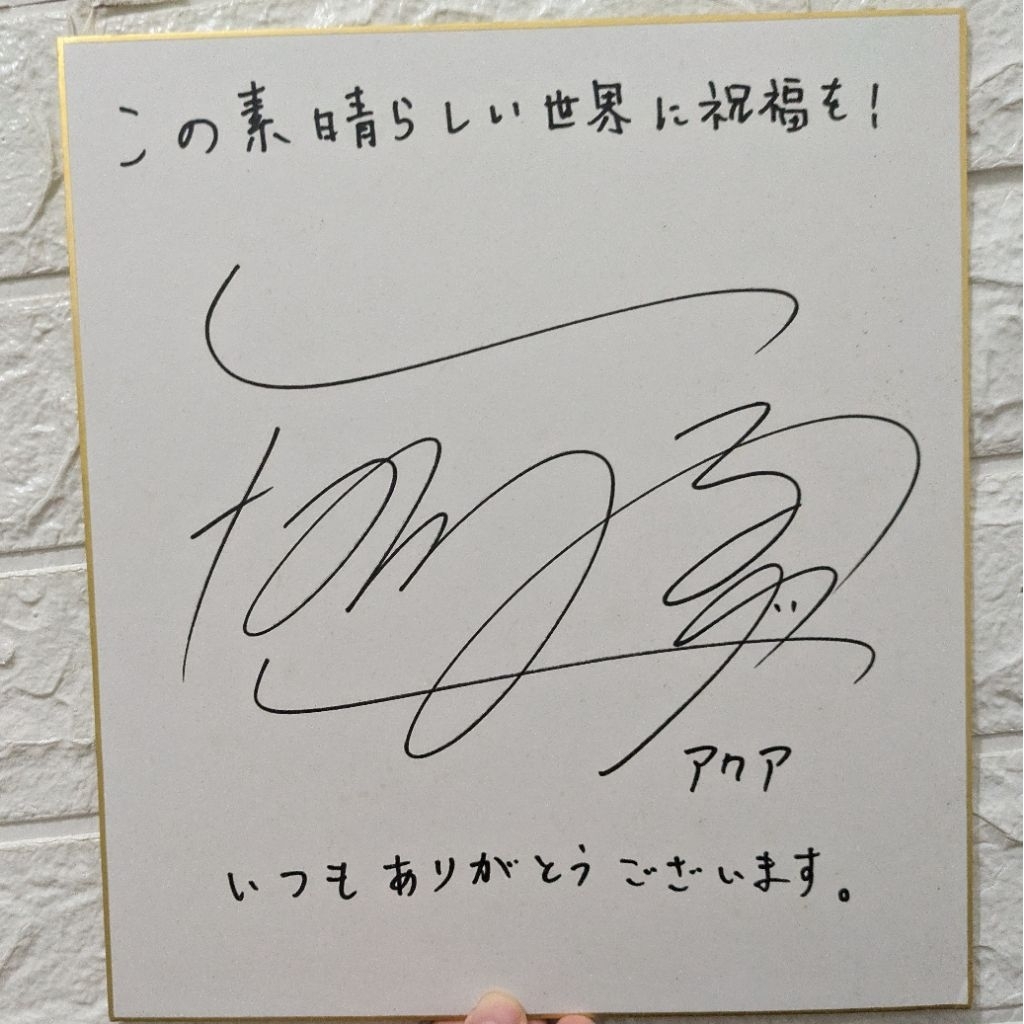 この素晴らしい世界に祝福を！
アクア
いつもありがとうございます。